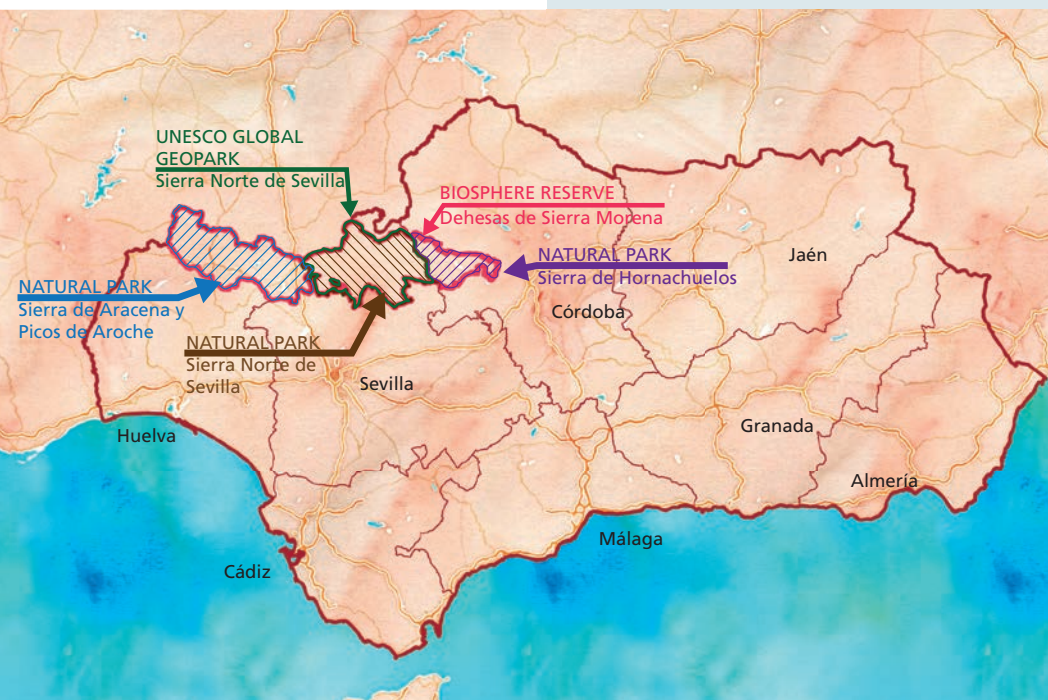 UNESCO GLOBAL
GEOPARK
Sierra Norte de Sevilla
BIOSPHERE RESERVE
Dehesas de Sierra Morena
NATURAL PARK
Sierra de Hornachuelos
Jaén
NATURAL PARK
Sierra de Aracena y
Picos de Aroche
Córdoba
NATURAL PARK
Sierra Norte de
Sevilla
Sevilla
Huelva
Granada
Almería
Málaga
Cádiz